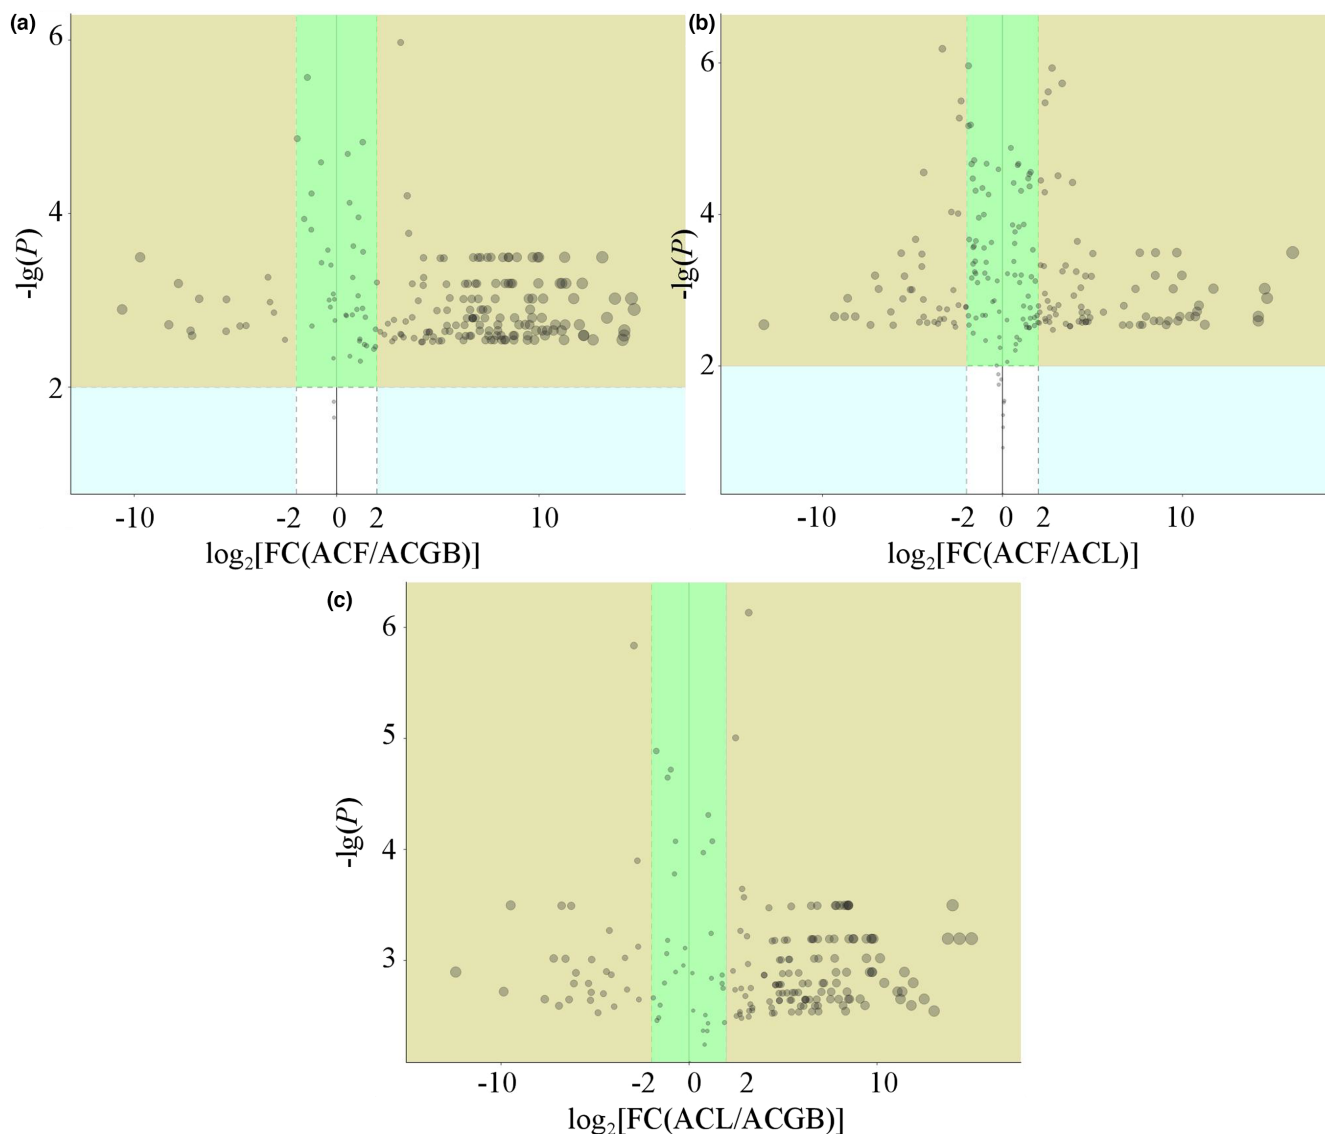 (a)
6
4
2
-lg(P)
-10 -2 0 2 10
log₂[FC(ACF/ACGB)]
(b)
6
4
2
-lg(P)
-10 -2 0 2 10
log₂[FC(ACF/ACL)]
(c)
6
5
4
3
-lg(P)
-10 -2 0 2 10
log₂[FC(ACL/ACGB)]